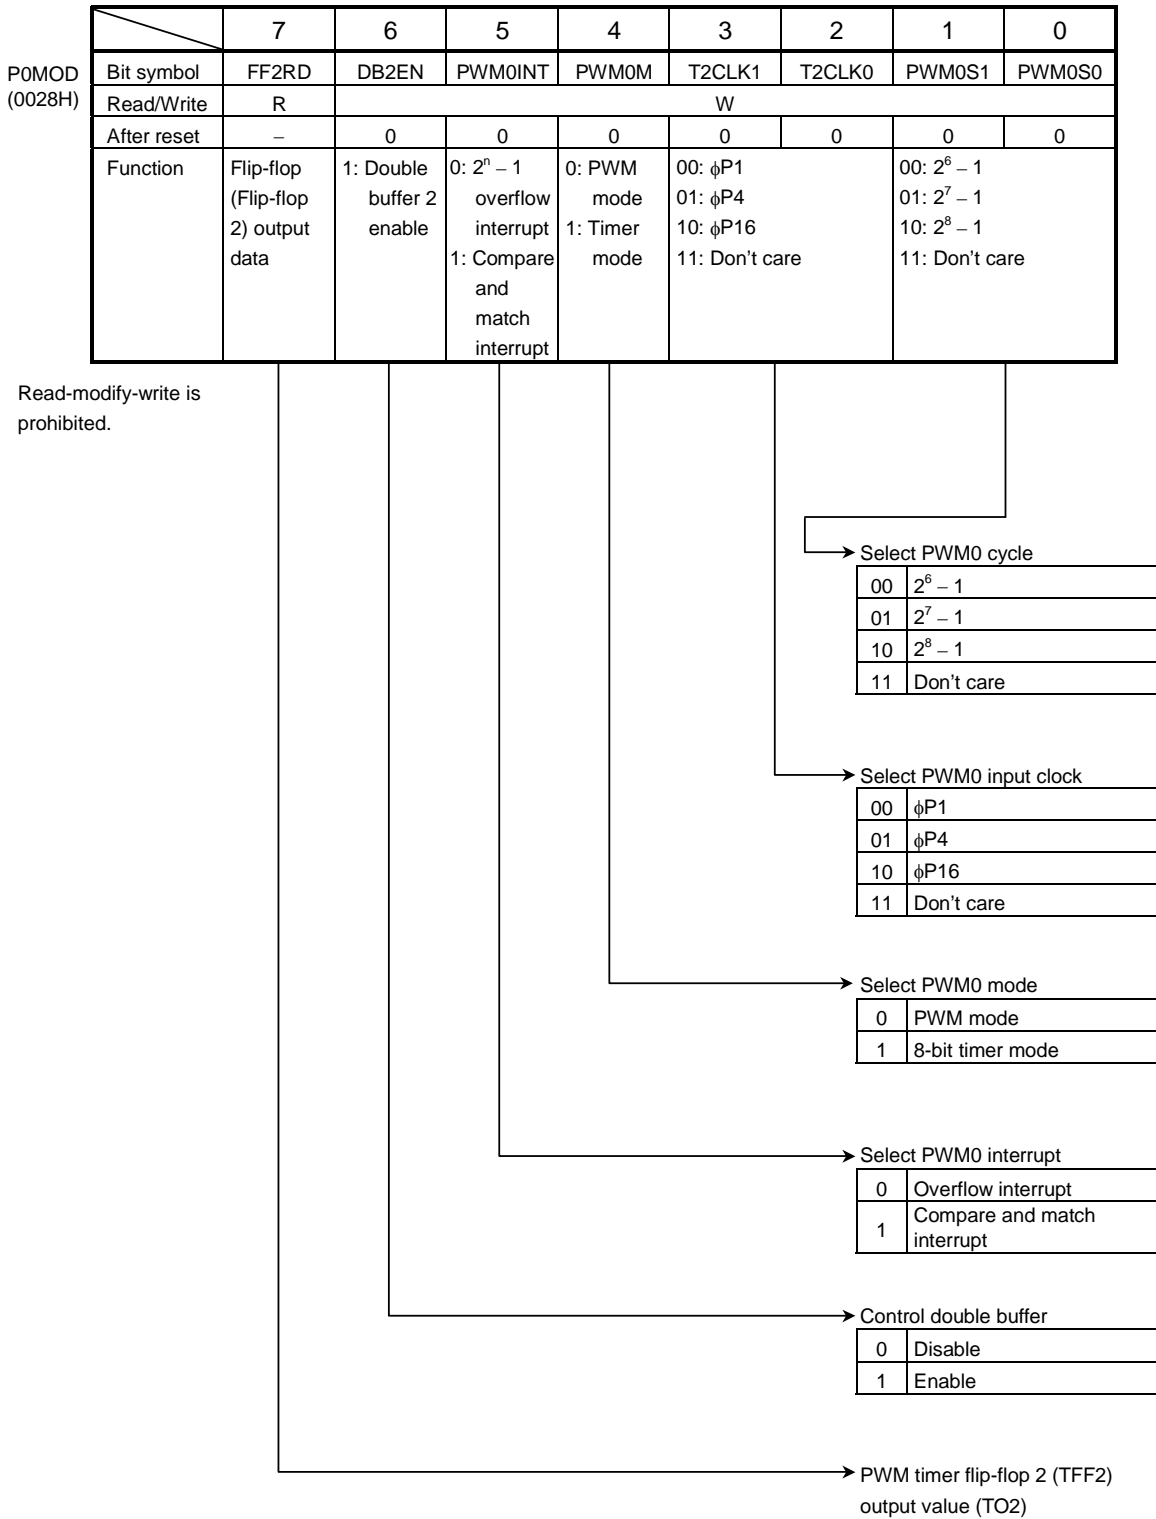 7 6 5 4 3 2 1 0
P0MOD (0028H)
Bit symbol FF2RD DB2EN PWM0INT PWM0M T2CLK1 T2CLK0 PWM0S1 PWM0S0
Read/Write R W
After reset – 0 0 0 0 0 0 0
Function
Flip-flop
(Flip-flop
2) output
data
1: Double
buffer 2
enable
0: 2ⁿ – 1
overflow
interrupt
1: Compare
and
match
interrupt
0: PWM
mode
1: Timer
mode
00: ϕP1
01: ϕP4
10: ϕP16
11: Don’t care
00: 2⁶ – 1
01: 2⁷ – 1
10: 2⁸ – 1
11: Don’t care
Read-modify-write is
prohibited.
Select PWM0 cycle
00 2⁶ – 1
01 2⁷ – 1
10 2⁸ – 1
11 Don’t care
Select PWM0 input clock
00 ϕP1
01 ϕP4
10 ϕP16
11 Don’t care
Select PWM0 mode
0 PWM mode
1 8-bit timer mode
Select PWM0 interrupt
0 Overflow interrupt
1 Compare and match
interrupt
Control double buffer
0 Disable
1 Enable
PWM timer flip-flop 2 (TFF2)
output value (TO2)